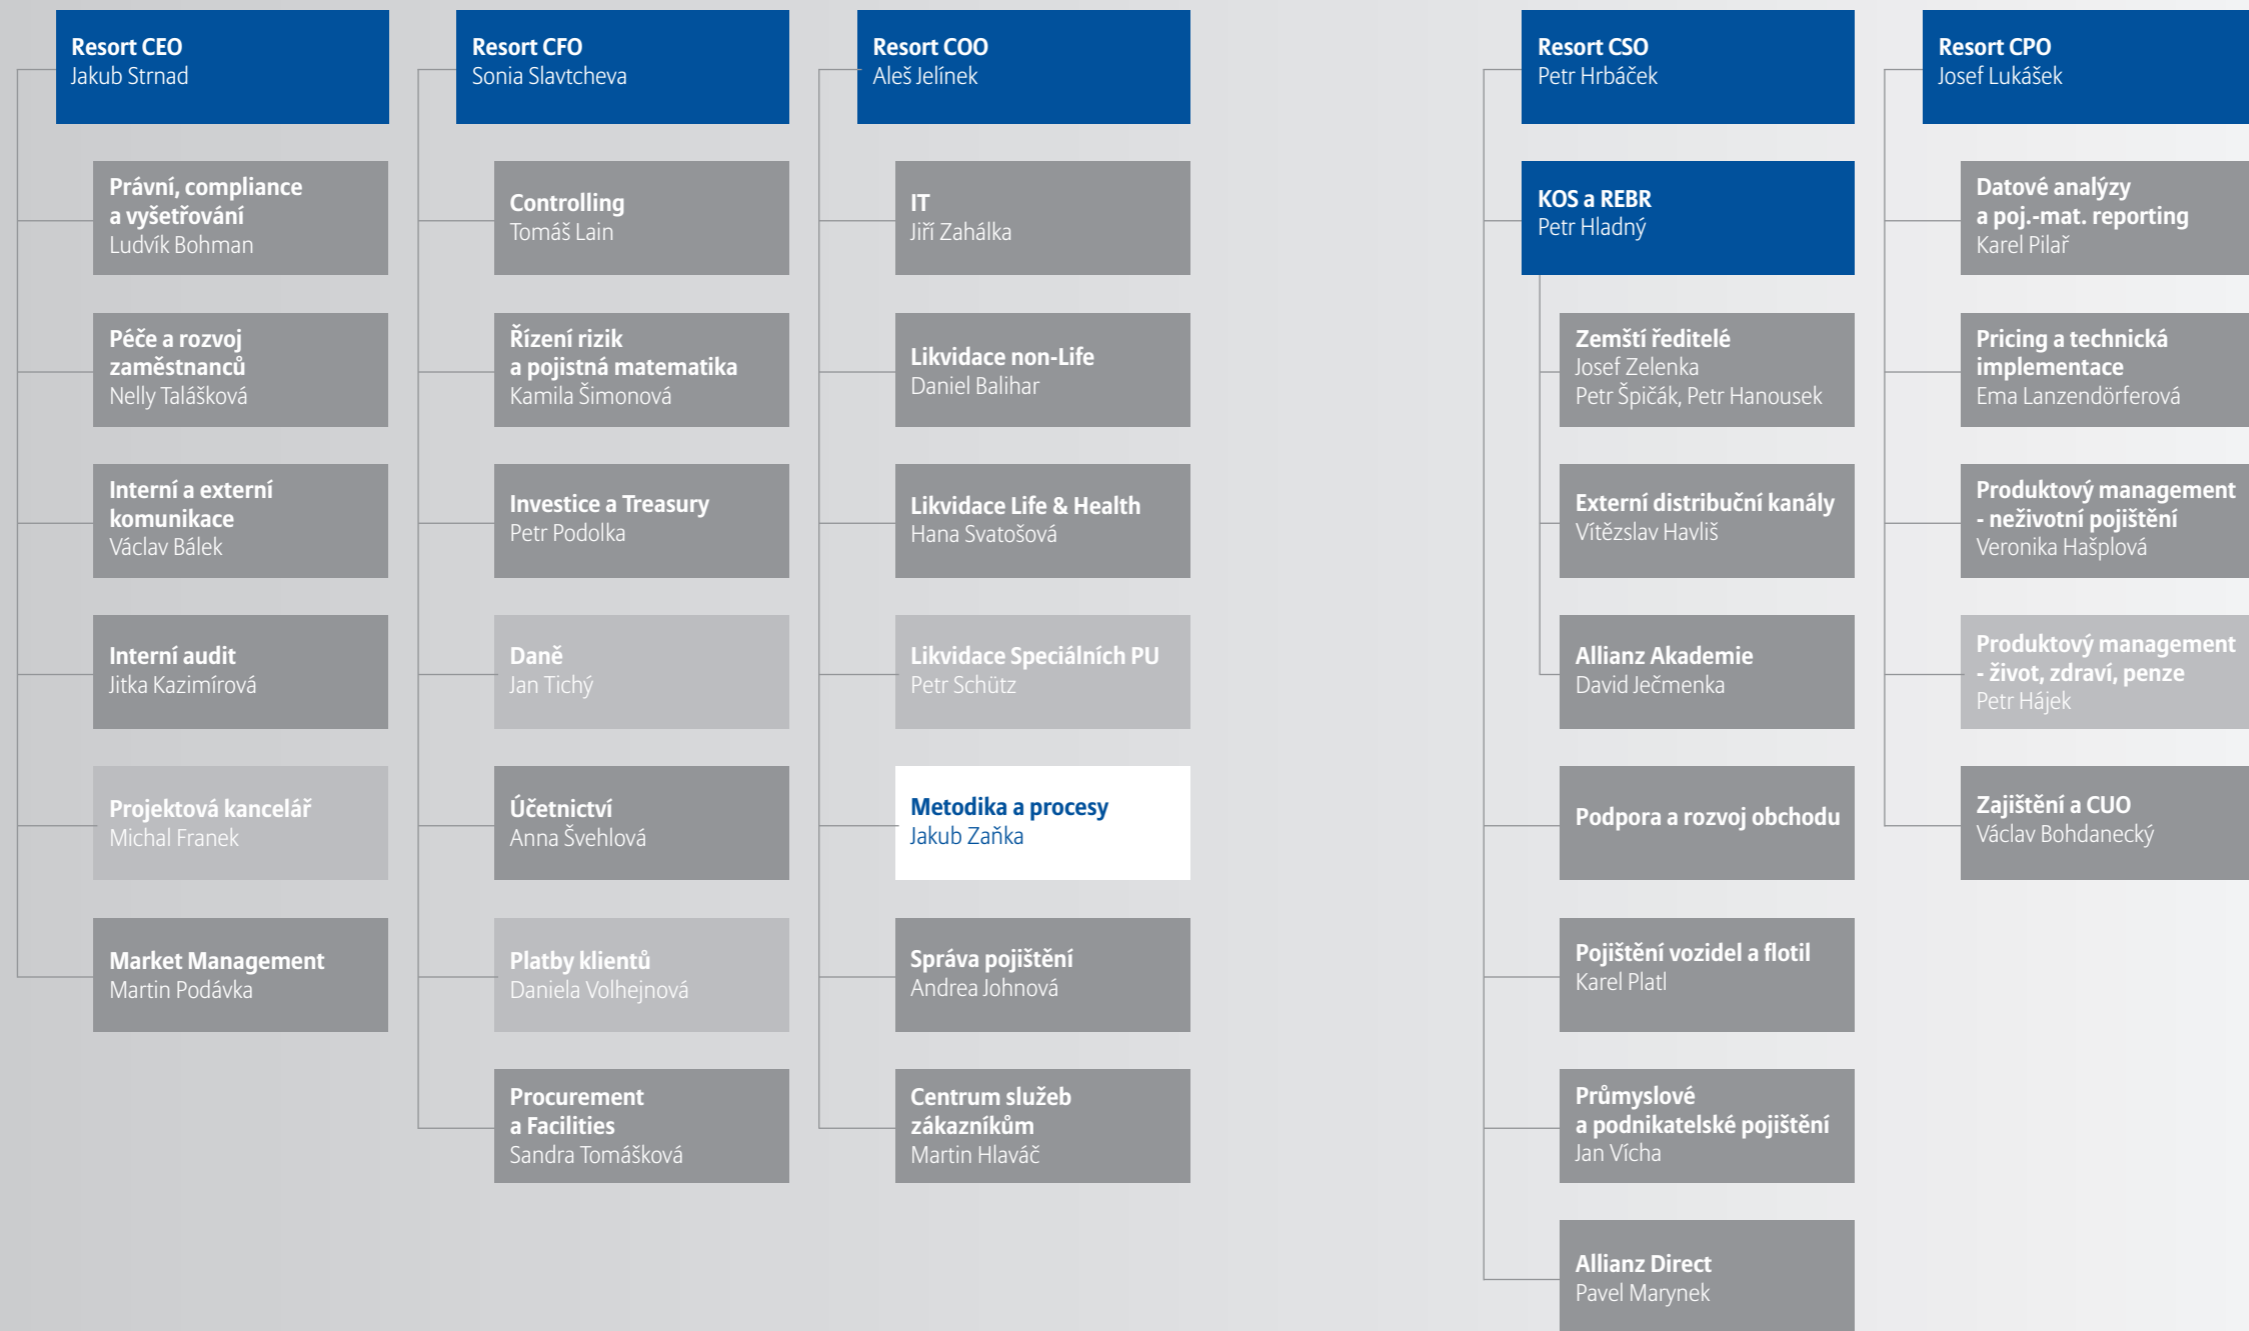 Resort CEO
Jakub Strnad
Právní, compliance
a vyšetřování
Ludvík Bohman
Péče a rozvoj
zaměstnanců
Nelly Talášková
Interní a externí
komunikace
Václav Bálek
Interní audit
Jitka Kazimírová
Projektová kancelář
Michal Franek
Market Management
Martin Podávka
Resort CFO
Sonia Slavtcheva
Controlling
Tomáš Lain
Řízení rizik
a pojistná matematika
Kamila Šimonová
Investice a Treasury
Petr Podolka
Daně
Jan Tichý
Účetnictví
Anna Švehlová
Platby klientů
Daniela Volhejnová
Procurement
a Facilities
Sandra Tomášková
Resort COO
Aleš Jelínek
IT
Jiří Zahálka
Likvidace non-Life
Daniel Balihar
Likvidace Life & Health
Hana Svatošová
Likvidace Speciálních PU
Petr Schütz
Metodika a procesy
Jakub Zaňka
Správa pojištění
Andrea Johnová
Centrum služeb
zákazníkům
Martin Hlaváč
Resort CSO
Petr Hrbáček
KOS a REBR
Petr Hladný
Zemští ředitelé
Josef Zelenka
Petr Špičák, Petr Hanousek
Externí distribuční kanály
Vítězslav Havliš
Allianz Akademie
David Ječmenka
Podpora a rozvoj obchodu
Pojištění vozidel a flotil
Karel Platl
Průmyslové
a podnikatelské pojištění
Jan Vícha
Allianz Direct
Pavel Marynek
Resort CPO
Josef Lukášek
Datové analýzy
a poj.-mat. reporting
Karel Pilař
Pricing a technická
implementace
Ema Lanzendörferová
Produktový management
- neživotní pojištění
Veronika Hašplová
Produktový management
- život, zdraví, penze
Petr Hájek
Zajištění a CUO
Václav Bohdanecký